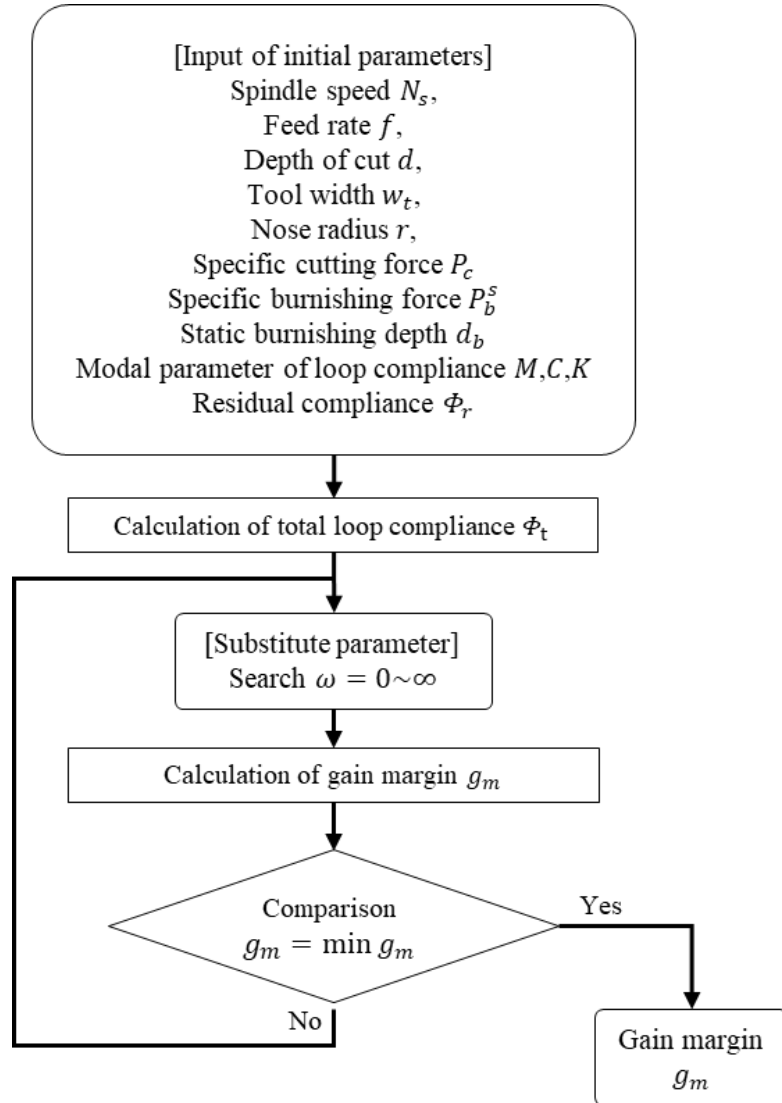 [Input of initial parameters]
Spindle speed N_s,
Feed rate f,
Depth of cut d,
Tool width w_t,
Nose radius r,
Specific cutting force P_c
Specific burnishing force P_b^s
Static burnishing depth d_b
Modal parameter of loop compliance M,C,K
Residual compliance Φ_r
Calculation of total loop compliance Φ_t
[Substitute parameter]
Search ω = 0~∞
Calculation of gain margin g_m
Comparison
g_m = min g_m
Yes
No
Gain margin
g_m